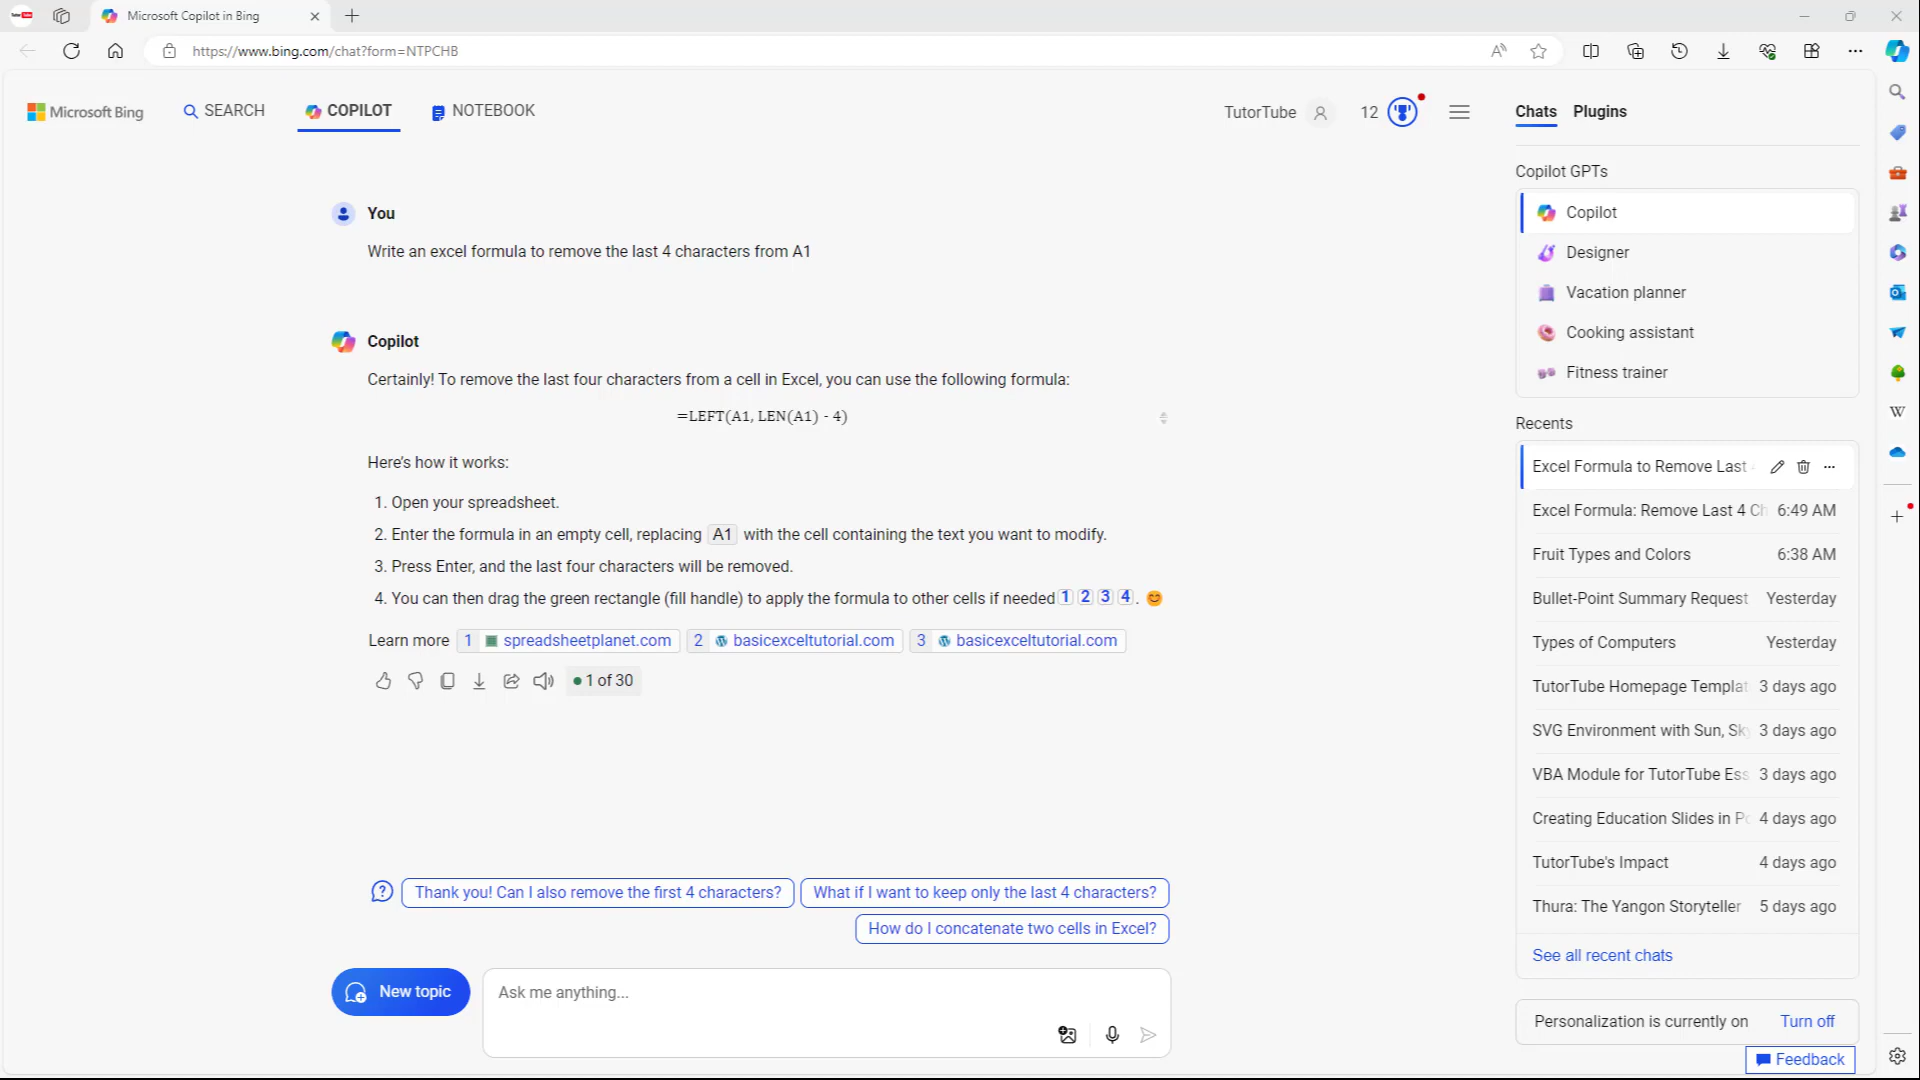 Microsoft Copilot in Bing
https://www.bing.com/chat?form=NTPCHB
Microsoft Bing
SEARCH
COPILOT
NOTEBOOK
TutorTube
12
You
Write an excel formula to remove the last 4 characters from A1
Copilot
Certainly! To remove the last four characters from a cell in Excel, you can use the following formula:
=LEFT(A1, LEN(A1) - 4)
Here's how it works:
1. Open your spreadsheet.
2. Enter the formula in an empty cell, replacing A1 with the cell containing the text you want to modify.
3. Press Enter, and the last four characters will be removed.
4. You can then drag the green rectangle (fill handle) to apply the formula to other cells if needed 1 2 3 4 . 😊
Learn more 1 spreadsheetplanet.com 2 basicexceltutorial.com 3 basicexceltutorial.com
1 of 30
Thank you! Can I also remove the first 4 characters?
What if I want to keep only the last 4 characters?
How do I concatenate two cells in Excel?
New topic
Ask me anything...
Chats Plugins
Copilot GPTs
Copilot
Designer
Vacation planner
Cooking assistant
Fitness trainer
Recents
Excel Formula to Remove Last
Excel Formula: Remove Last 4 Ch 6:49 AM
Fruit Types and Colors 6:38 AM
Bullet-Point Summary Request Yesterday
Types of Computers Yesterday
TutorTube Homepage Templat 3 days ago
SVG Environment with Sun, Sky 3 days ago
VBA Module for TutorTube Ess 3 days ago
Creating Education Slides in Po 4 days ago
TutorTube's Impact 4 days ago
Thura: The Yangon Storyteller 5 days ago
See all recent chats
Personalization is currently on Turn off
Feedback
W